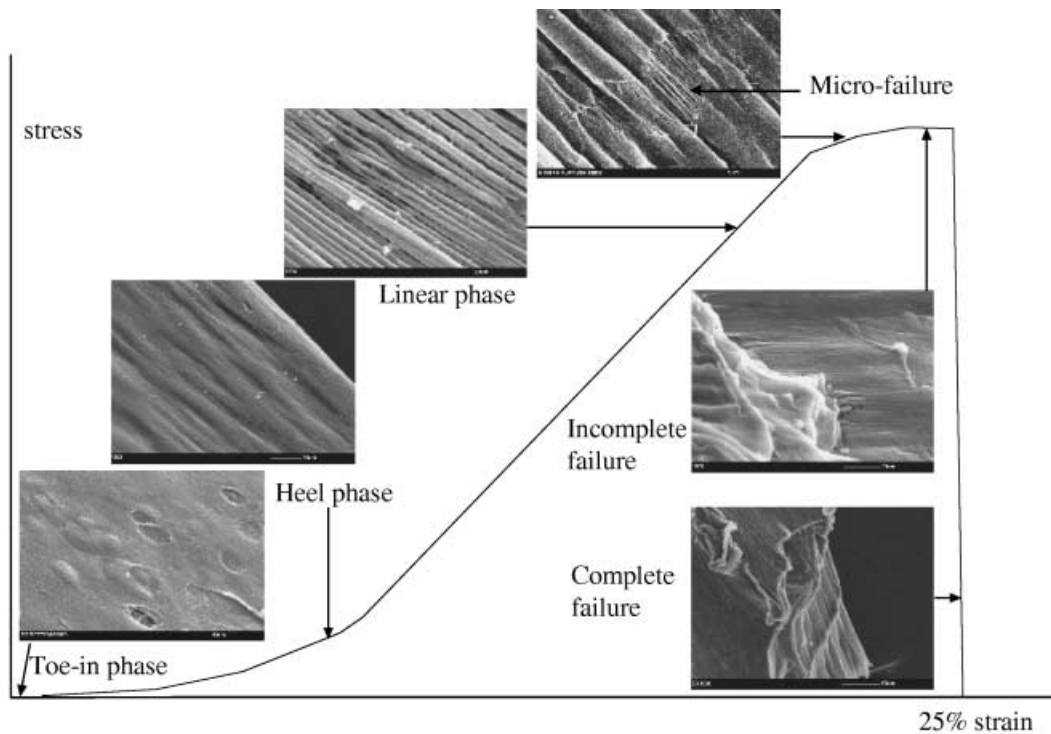 Micro-failure
stress
Linear phase
Incomplete
failure
Heel phase
Complete
failure
Toe-in phase
25% strain